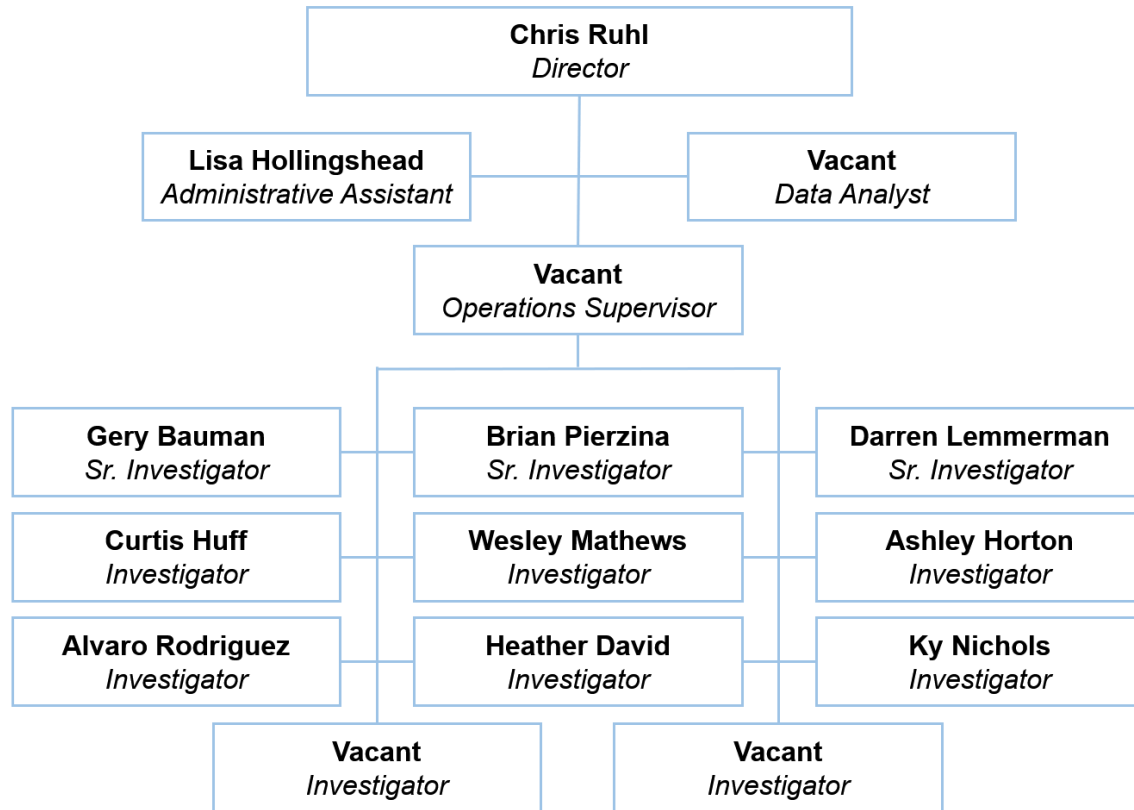 Chris Ruhl
Director
Lisa Hollingshead
Administrative Assistant
Vacant
Data Analyst
Vacant
Operations Supervisor
Gery Bauman
Sr. Investigator
Brian Pierzina
Sr. Investigator
Darren Lemmerman
Sr. Investigator
Curtis Huff
Investigator
Wesley Mathews
Investigator
Ashley Horton
Investigator
Alvaro Rodriguez
Investigator
Heather David
Investigator
Ky Nichols
Investigator
Vacant
Investigator
Vacant
Investigator